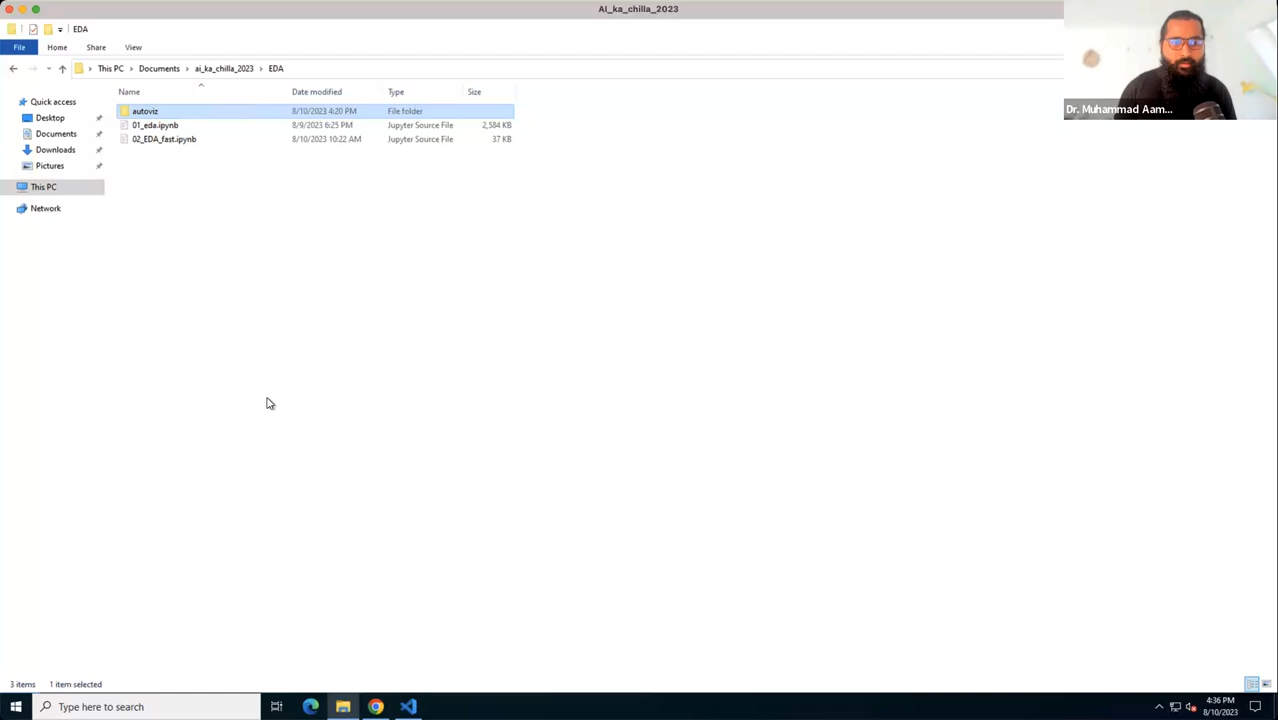 AI_ka_chilla_2023
EDA
File Home Share View
This PC Documents ai_ka_chilla_2023 EDA
Name Date modified Type Size
Quick access
Desktop
Documents
Downloads
Pictures
This PC
Network
autoviz 8/10/2023 4:20 PM File folder
01_eda.ipynb 8/9/2023 6:25 PM Jupyter Source File 2,584 KB
02_EDA_fast.ipynb 8/10/2023 10:22 AM Jupyter Source File 37 KB
Dr. Muhammad Aam...
3 items 1 item selected
Type here to search
4:36 PM
8/10/2023